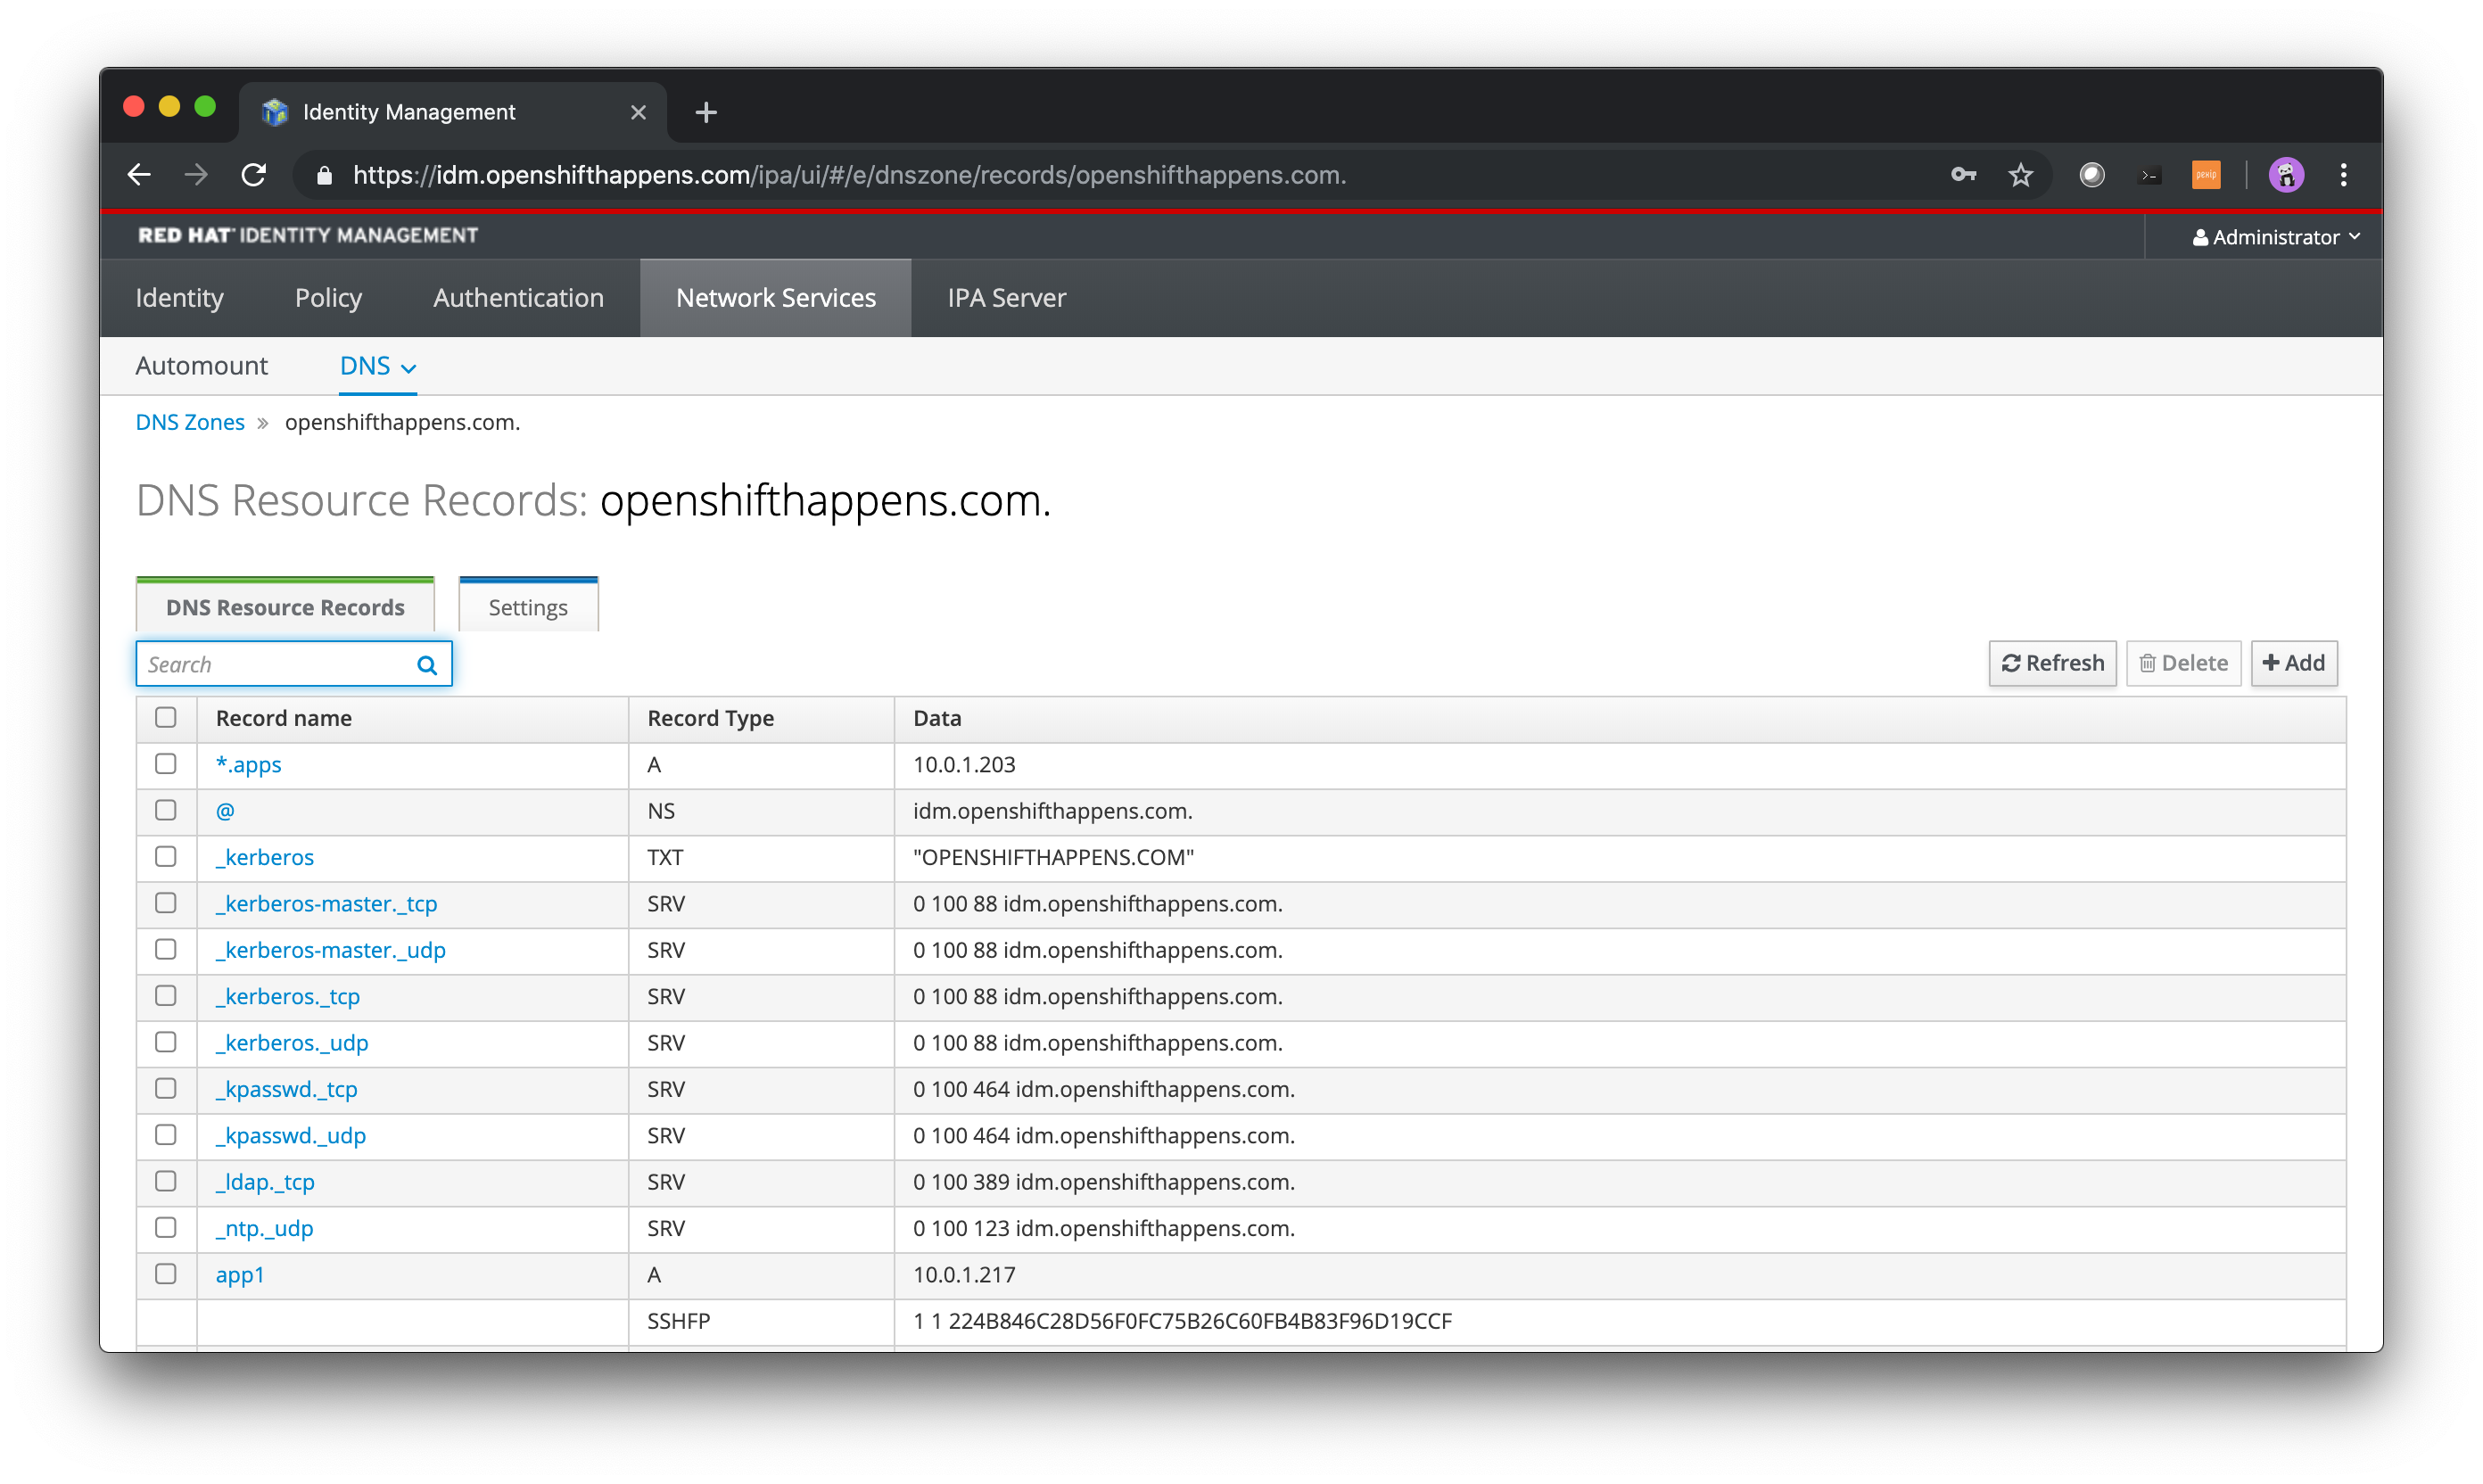 Identity Management
https://idm.openshifthappens.com/ipa/ui/#/e/dnszone/records/openshifthappens.com.
pexip
RED HAT IDENTITY MANAGEMENT
Administrator
Identity Policy Authentication Network Services IPA Server
Automount DNS
DNS Zones » openshifthappens.com.
DNS Resource Records: openshifthappens.com.
DNS Resource Records Settings
Search Refresh Delete + Add
Record name Record Type Data
*.apps A 10.0.1.203
@ NS idm.openshifthappens.com.
_kerberos TXT "OPENSHIFTHAPPENS.COM"
_kerberos-master._tcp SRV 0 100 88 idm.openshifthappens.com.
_kerberos-master._udp SRV 0 100 88 idm.openshifthappens.com.
_kerberos._tcp SRV 0 100 88 idm.openshifthappens.com.
_kerberos._udp SRV 0 100 88 idm.openshifthappens.com.
_kpasswd._tcp SRV 0 100 464 idm.openshifthappens.com.
_kpasswd._udp SRV 0 100 464 idm.openshifthappens.com.
_ldap._tcp SRV 0 100 389 idm.openshifthappens.com.
_ntp._udp SRV 0 100 123 idm.openshifthappens.com.
app1 A 10.0.1.217
SSHFP 1 1 224B846C28D56F0FC75B26C60FB4B83F96D19CCF